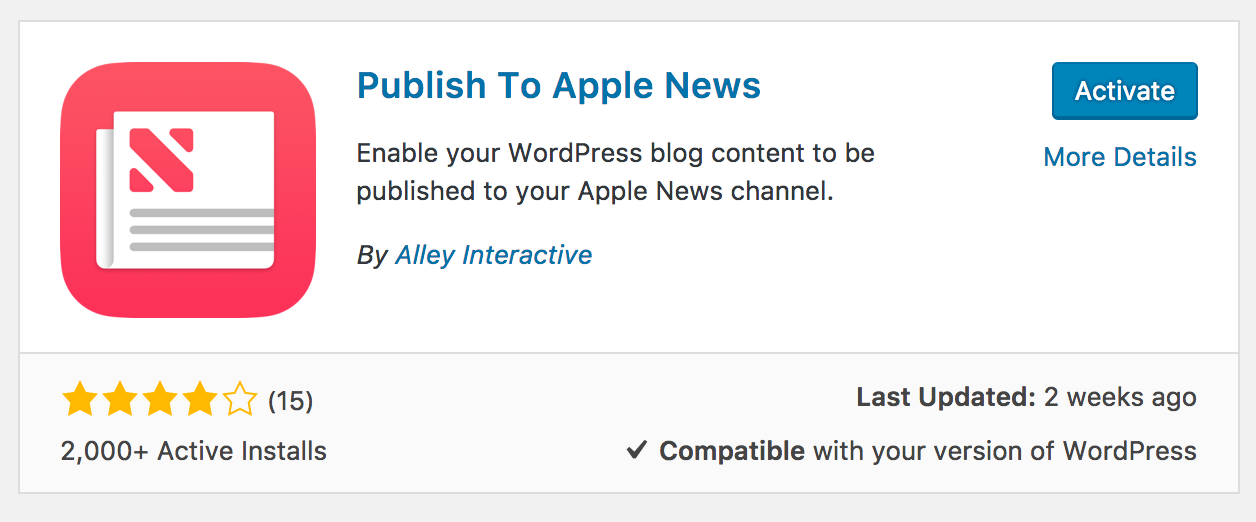 Publish To Apple News
Activate
Enable your WordPress blog content to be
More Details
published to your Apple News channel.
By Alley Interactive
(15)
Last Updated: 2 weeks ago
2,000+ Active Installs
✓ Compatible with your version of WordPress